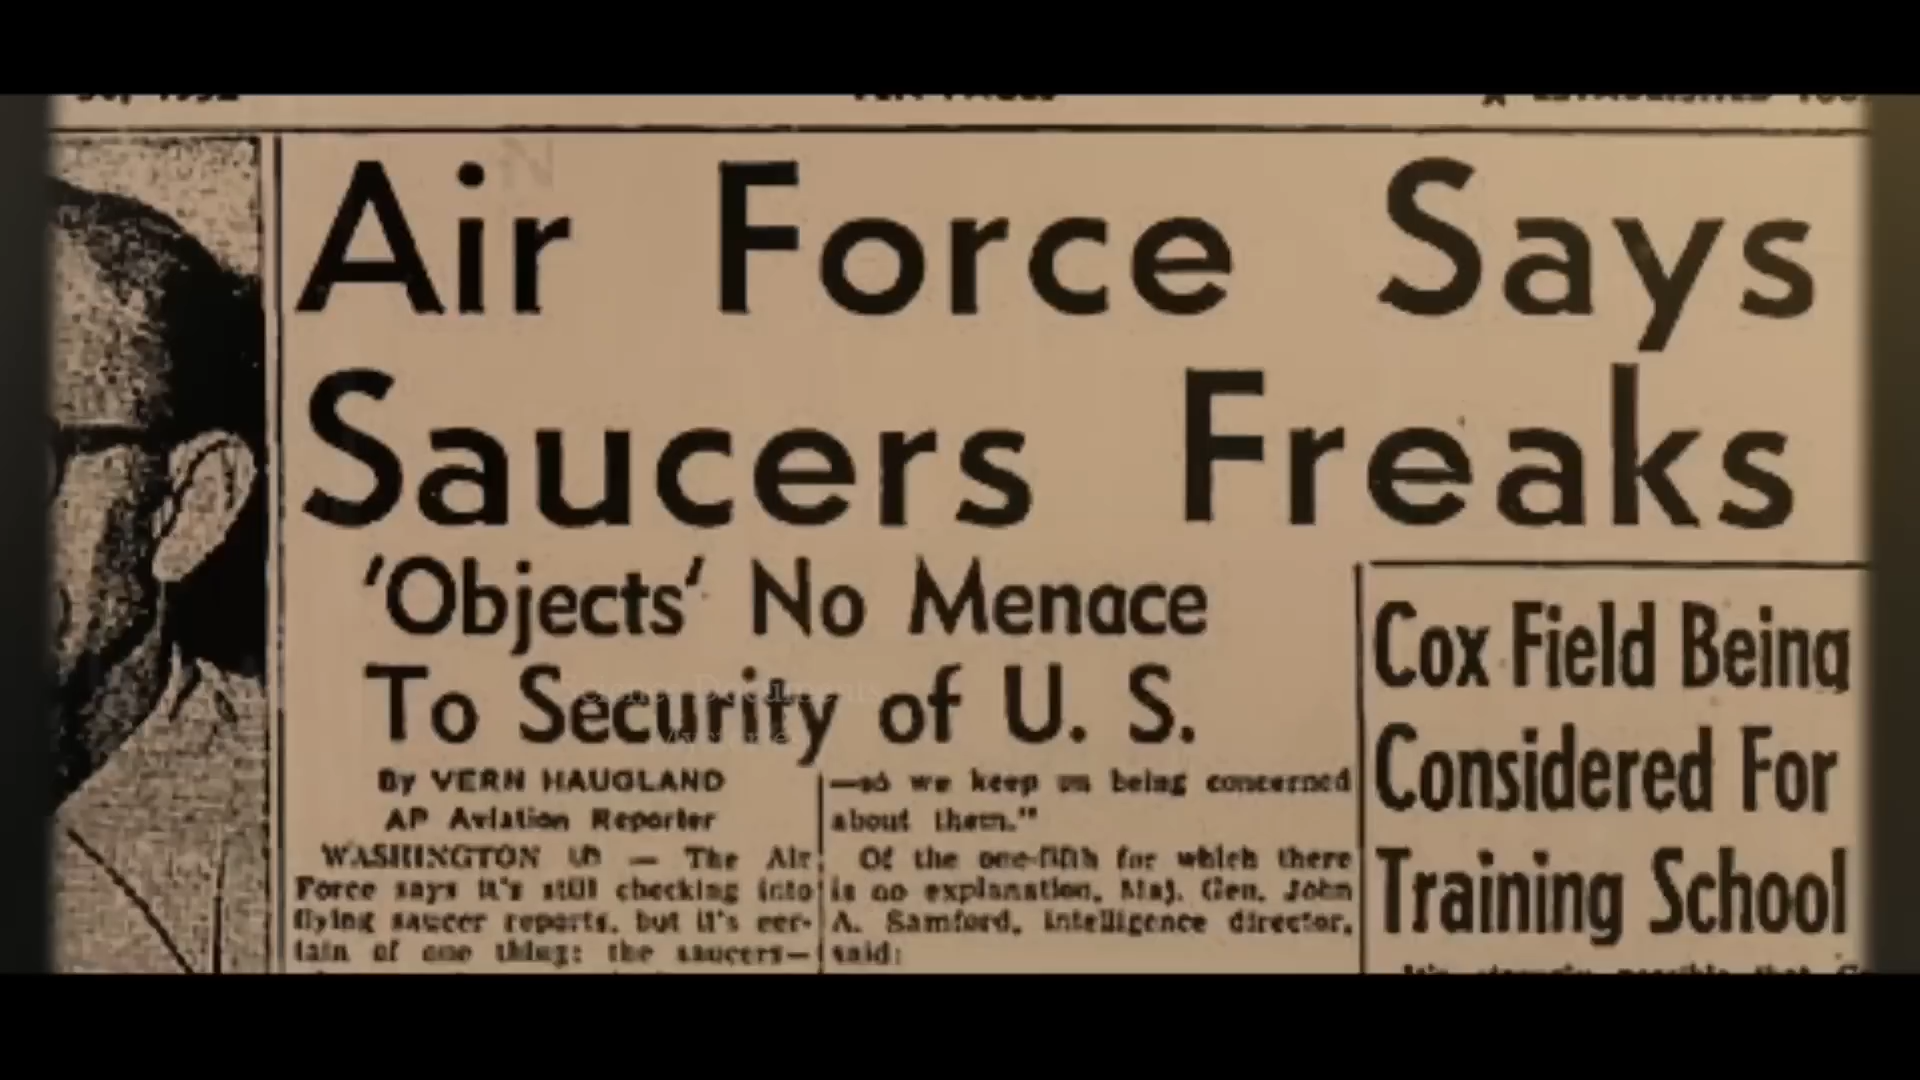 Air Force Says
Saucers Freaks
'Objects' No Menace
To Security of U. S.
By VERN HAUGLAND
AP Aviation Reporter
WASHINGTON — The Air
Force says it's still checking into
flying saucer reports, but it's cer-
tain of one thing: the saucers—
—so we keep on being concerned
about them."
Of the one-fifth for which there
is no explanation, Maj. Gen. John
A. Samford, intelligence director,
said:
Cox Field Being
Considered For
Training School